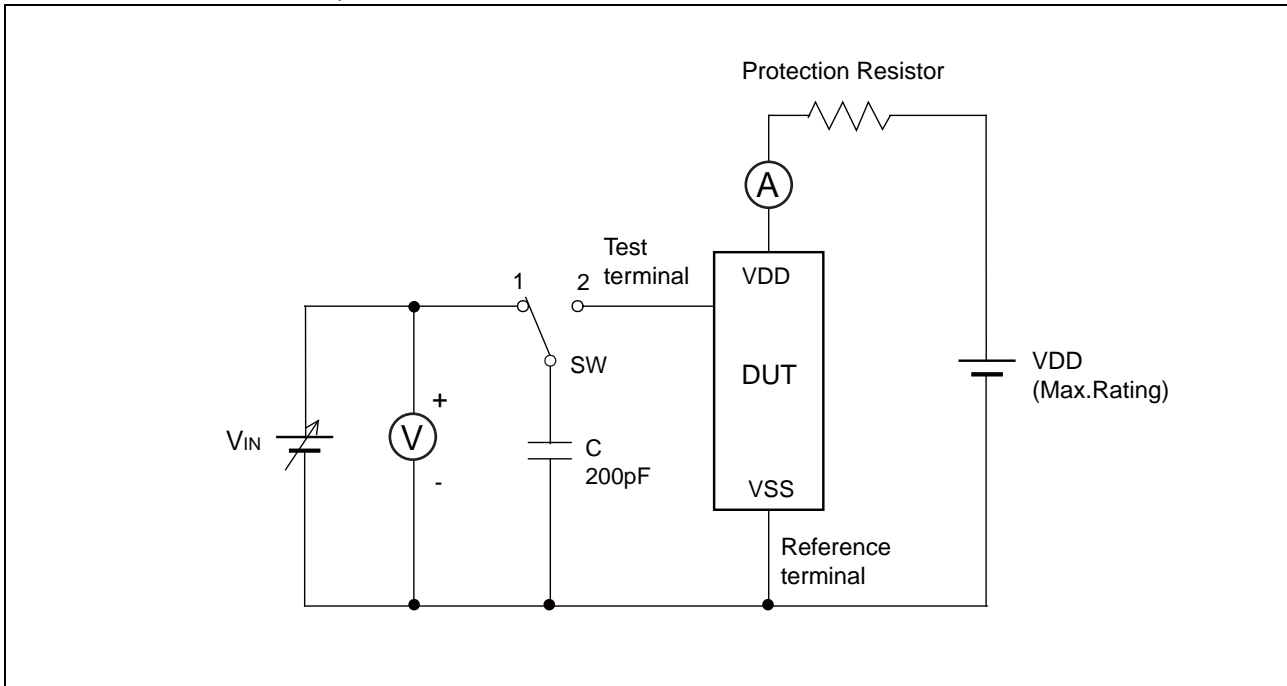 Protection Resistor
A
Test
terminal
1
2
VDD
SW
DUT
VDD
(Max.Rating)
VIN
+
V
-
C
200pF
VSS
Reference
terminal